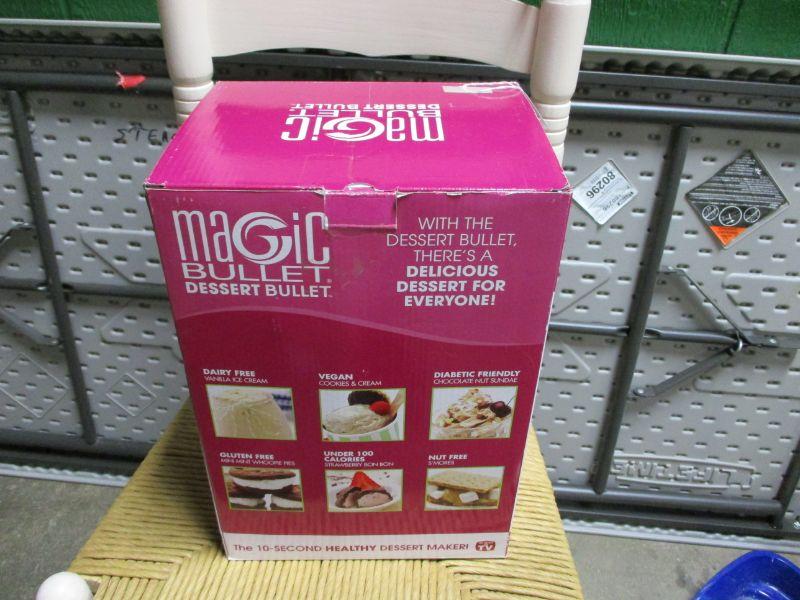 MAGIC
BULLET
DESSERT BULLET
magic
BULLET
DESSERT BULLET
WITH THE
DESSERT BULLET,
THERE'S A
DELICIOUS
DESSERT FOR
EVERYONE!
DAIRY FREE
VANILLA ICE CREAM
VEGAN
COOKIES & CREAM
DIABETIC FRIENDLY
CHOCOLATE NUT SUNDAE
GLUTEN FREE
MINI MINT WHOOPIE PIES
UNDER 100
CALORIES
STRAWBERRY BON BON
NUT FREE
S'MORES
The 10-SECOND HEALTHY DESSERT MAKER!
TV
80296
LIFETIME